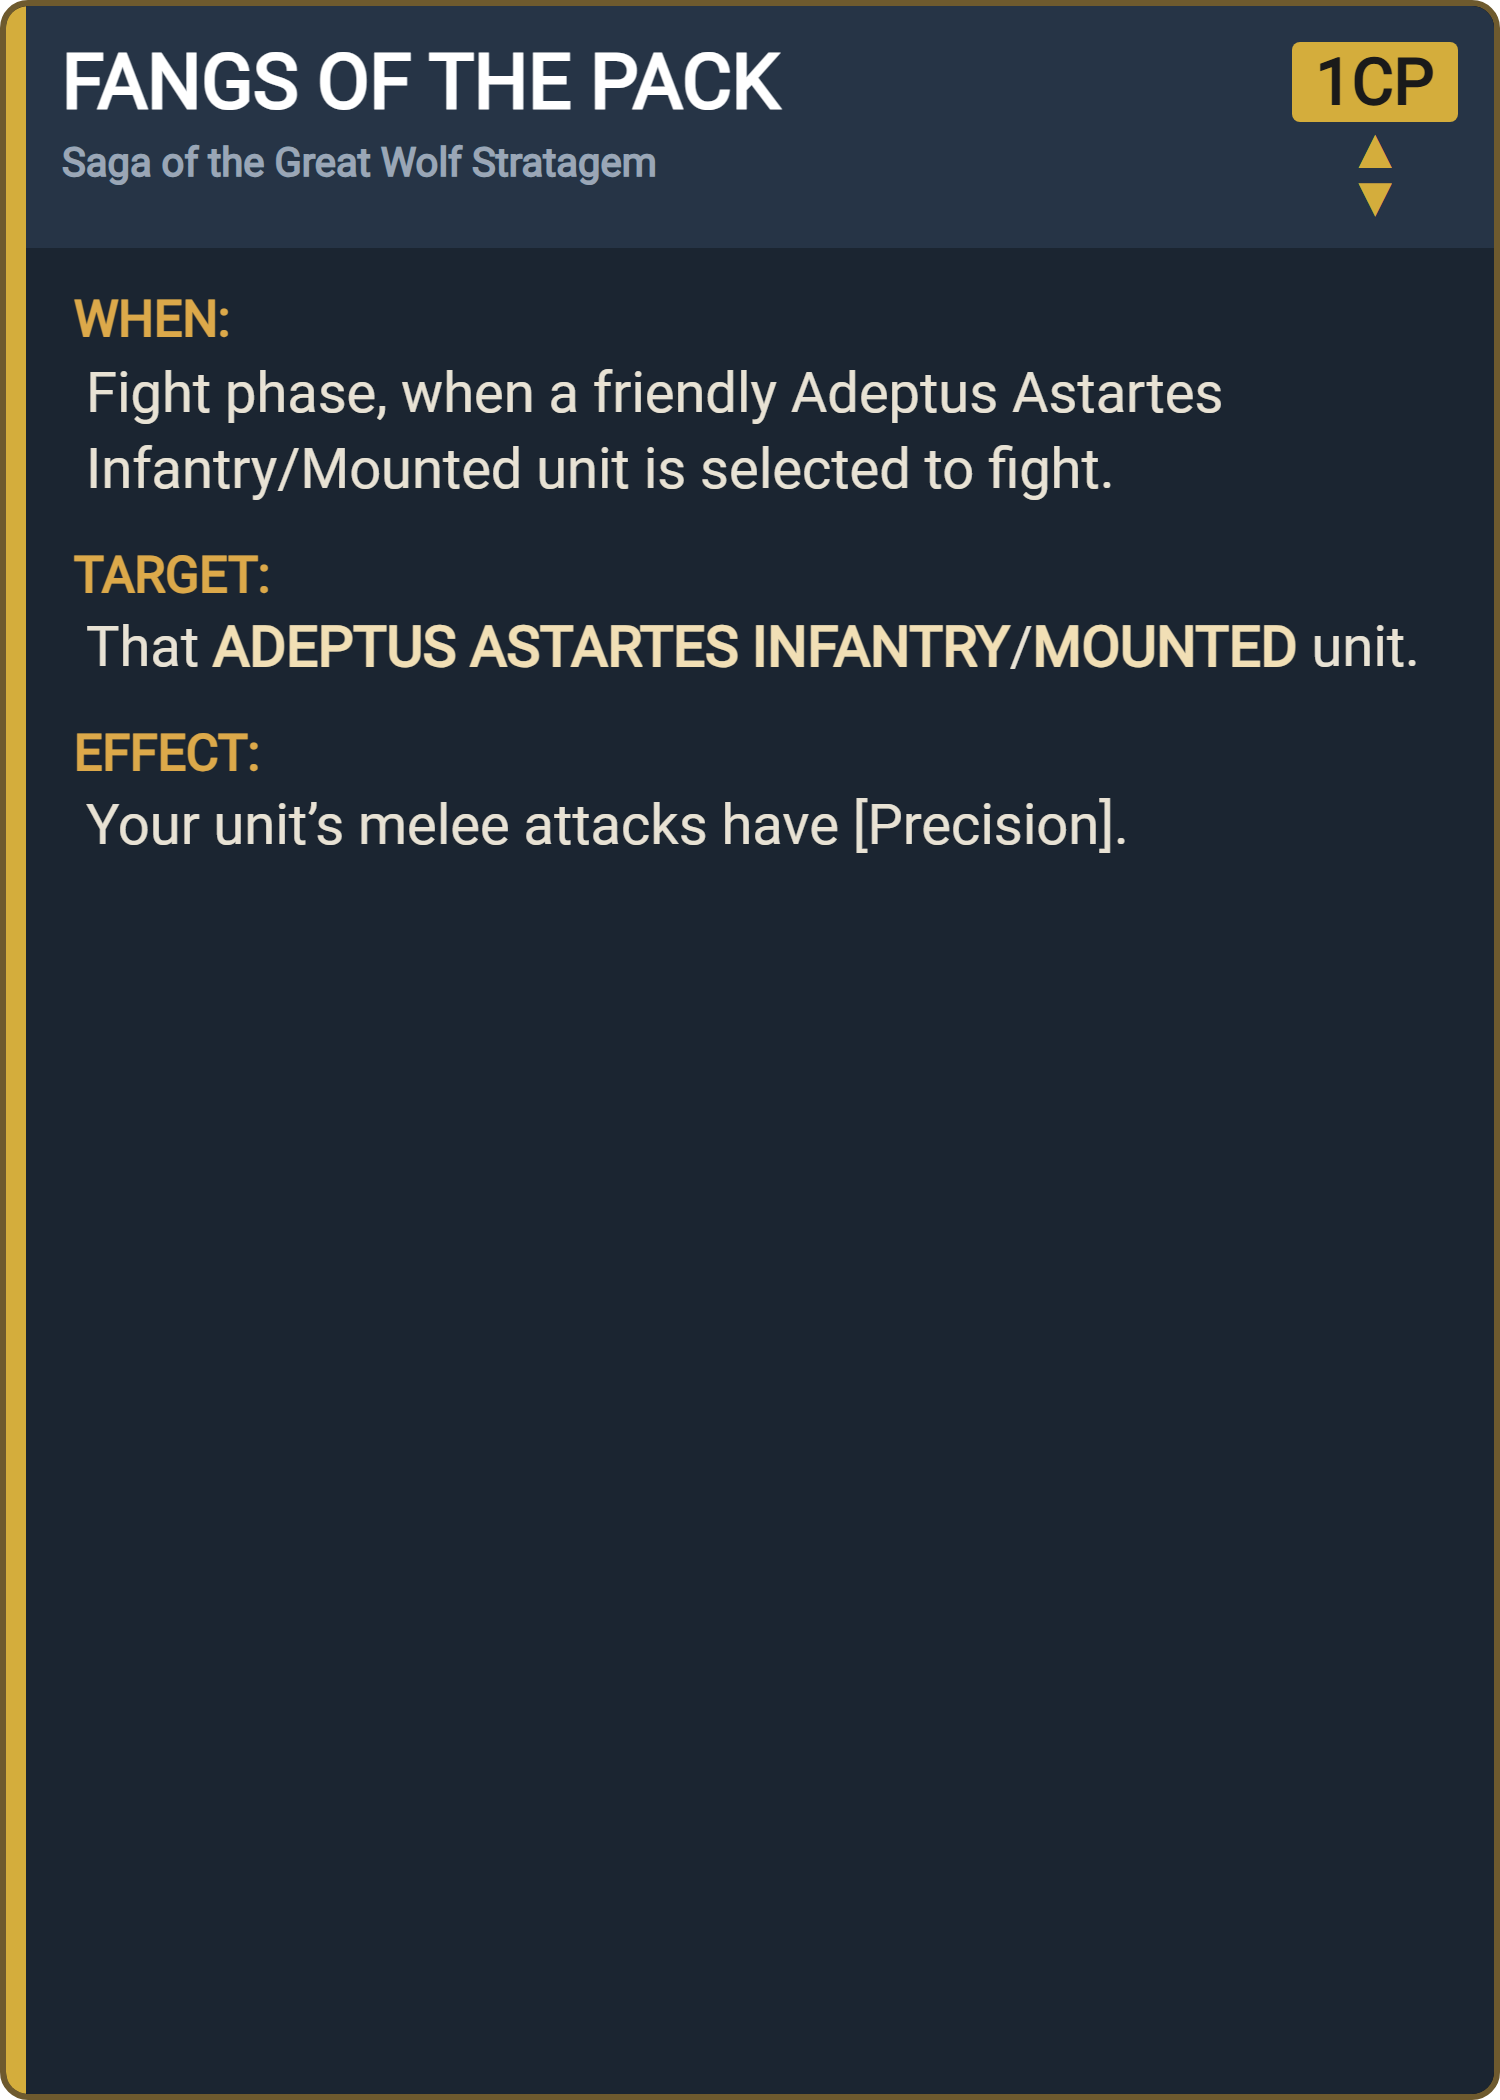 FANGS OF THE PACK
Saga of the Great Wolf Stratagem
1CP
▲
▼
WHEN:
Fight phase, when a friendly Adeptus Astartes
Infantry/Mounted unit is selected to fight.
TARGET:
That ADEPTUS ASTARTES INFANTRY/MOUNTED unit.
EFFECT:
Your unit’s melee attacks have [Precision].